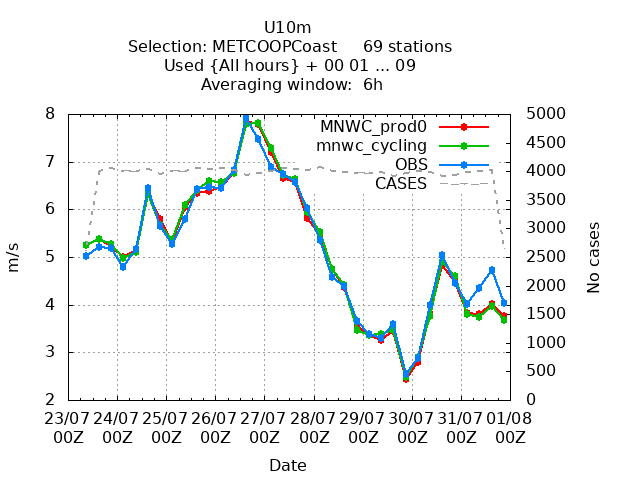 U10m
Selection: METCOOPCoast 69 stations
Used {All hours} + 00 01 ... 09
Averaging window: 6h
MNWC_prod0
mnwc_cycling
OBS
CASES
8
7
6
5
4
3
2
m/s
5000
4500
4000
3500
3000
2500
2000
1500
1000
500
0
No cases
23/07 24/07 25/07 26/07 27/07 28/07 29/07 30/07 31/07 01/08
00Z 00Z 00Z 00Z 00Z 00Z 00Z 00Z 00Z 00Z
Date